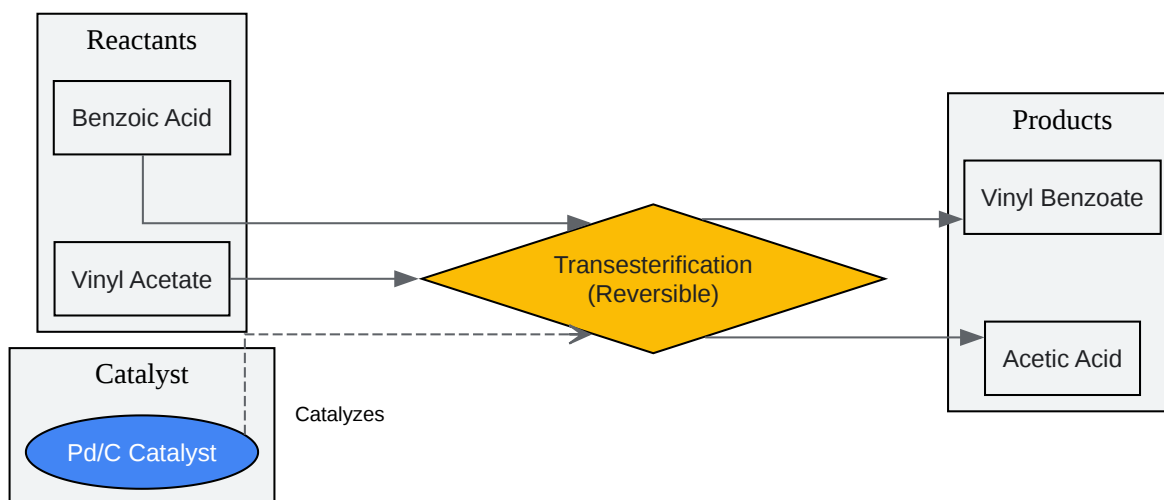 Reactants
Benzoic Acid
Vinyl Acetate
Catalyst
Pd/C Catalyst
Catalyzes
Transesterification
(Reversible)
Products
Vinyl Benzoate
Acetic Acid